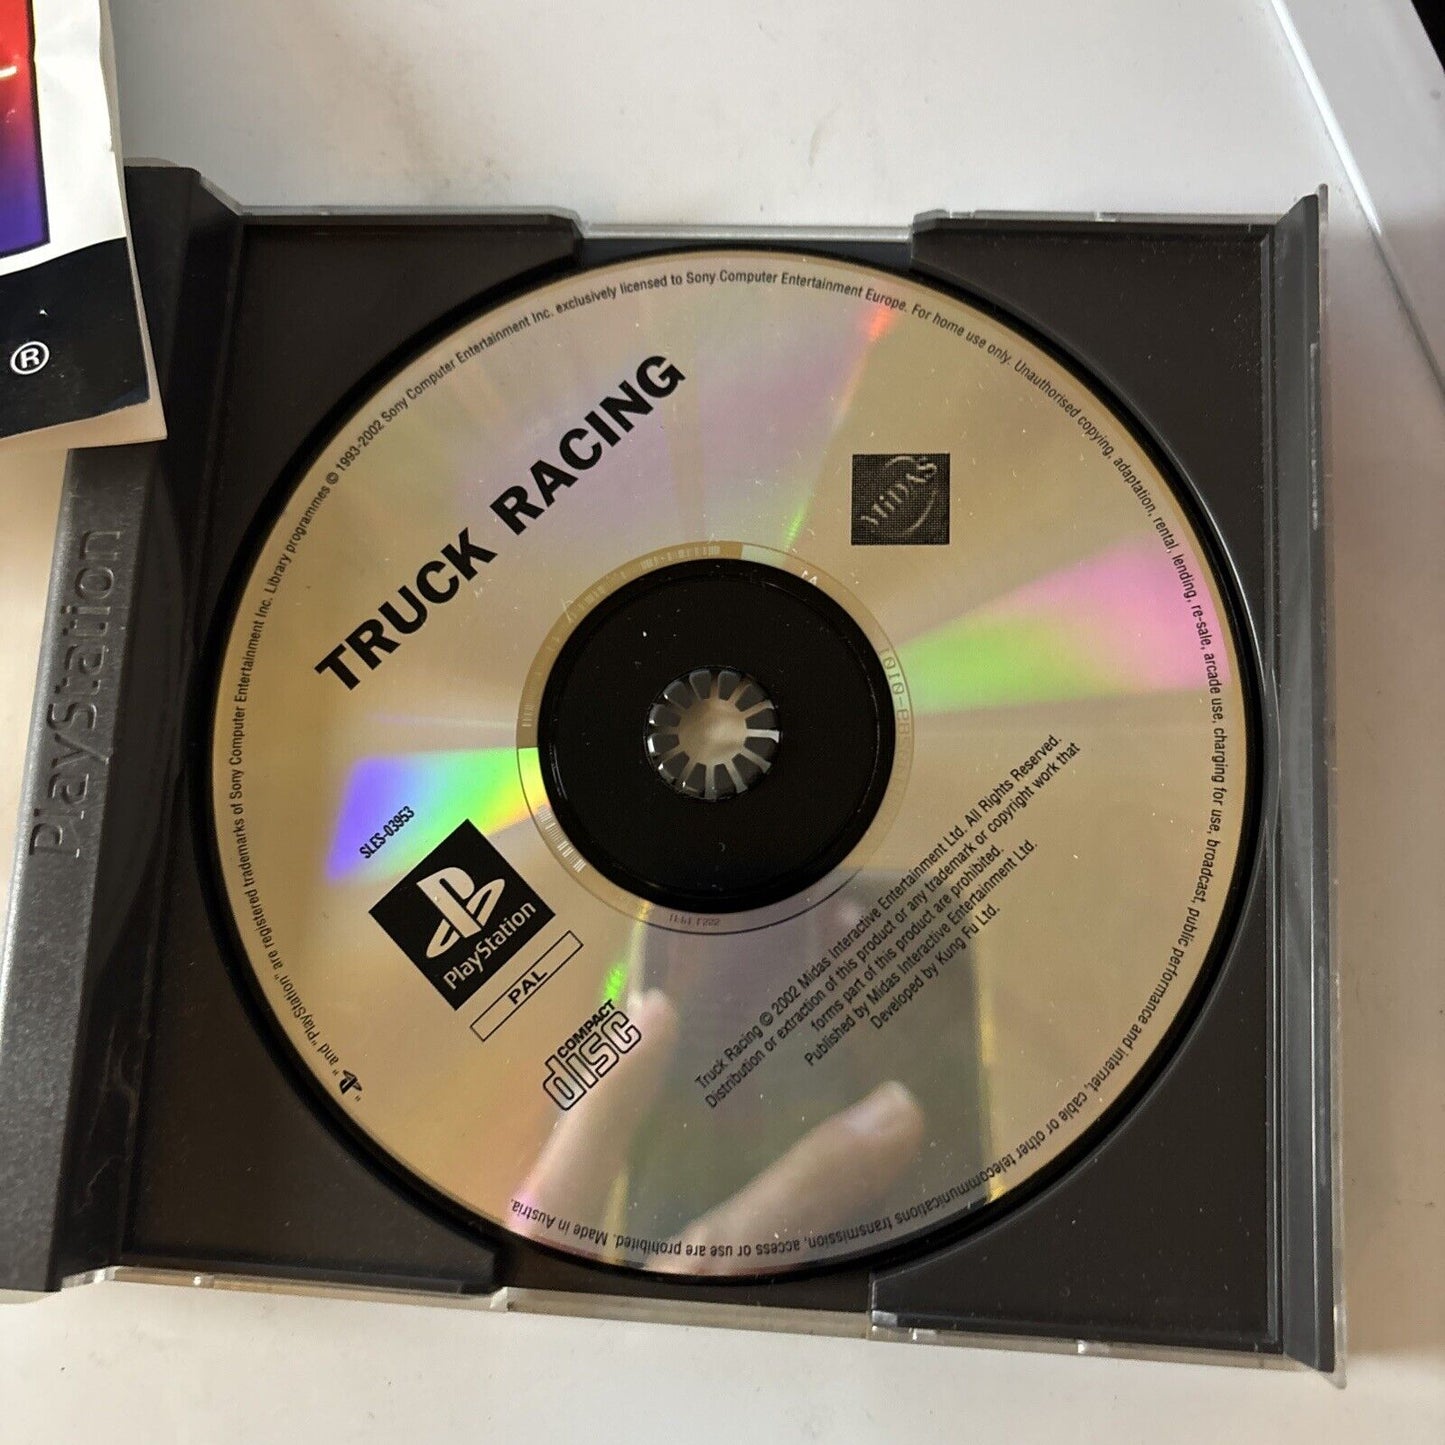 ®
PlayStation
Library programmes © 1993-2002 Sony Computer Entertainment Inc. exclusively licensed to Sony Computer Entertainment Europe. For home use only. Unauthorised copying, adaptation, rental, lending, re-sale, arcade use, charging for use, broadcast, public performance and internet, cable or other telecommunications transmission, access or use are prohibited. Made in Austria.
" " and "PlayStation" are registered trademarks of Sony Computer Entertainment Inc.
TRUCK RACING
MiDAS
SLES-03953
PlayStation
PAL
COMPACT
disc
Truck Racing © 2002 Midas Interactive Entertainment Ltd. All Rights Reserved.
Distribution or extraction of this product or any trademark or copyright work that
forms part of this product are prohibited.
Published by Midas Interactive Entertainment Ltd.
Developed by Kung Fu Ltd.